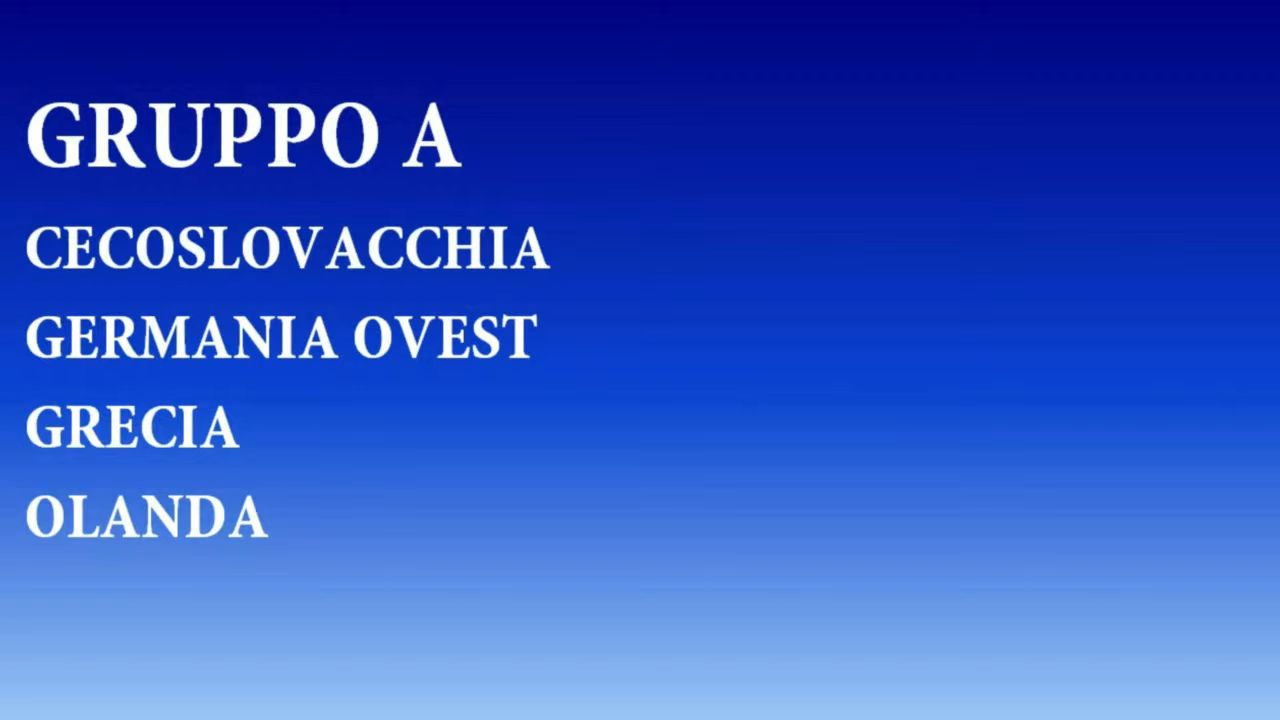 GRUPPO A
CECOSLOVACCHIA
GERMANIA OVEST
GRECIA
OLANDA